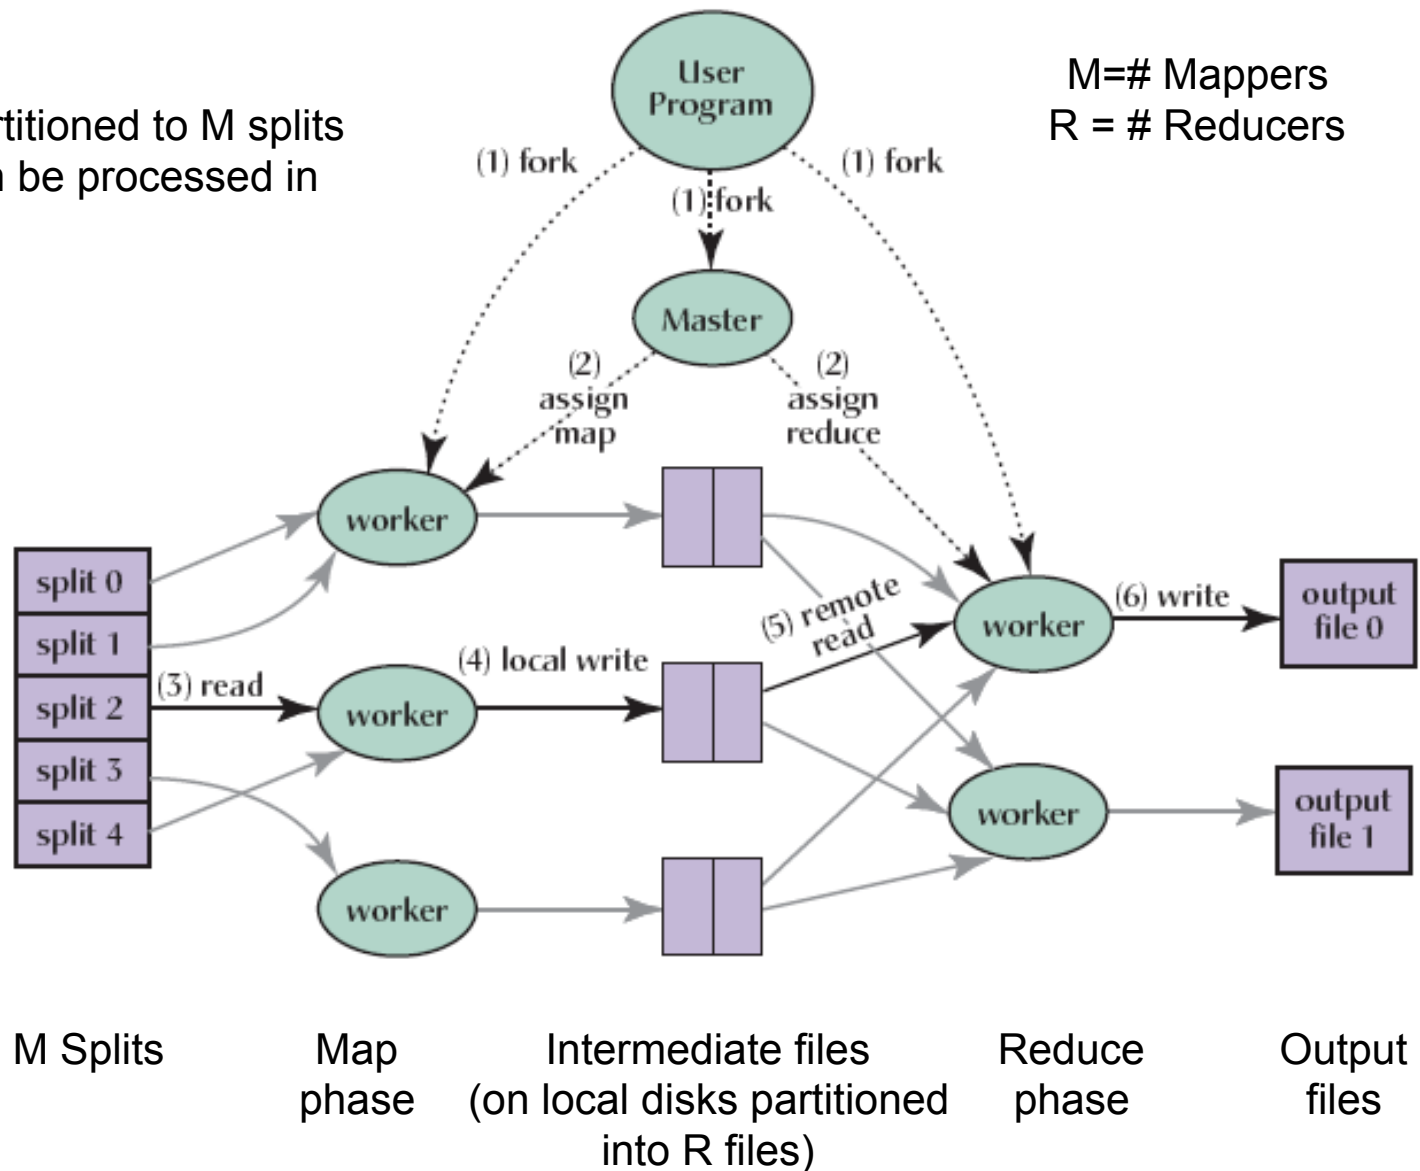 User
Program
M=# Mappers
R = # Reducers
titioned to M splits
be processed in
(1) fork
(1) fork
(1) fork
Master
(2)
assign
map
(2)
assign
reduce
worker
split 0
split 1
split 2
split 3
split 4
(3) read
worker
(4) local write
worker
(5) remote
read
worker
(6) write
output
file 0
worker
output
file 1
M Splits
Map
phase
Intermediate files
(on local disks partitioned
into R files)
Reduce
phase
Output
files